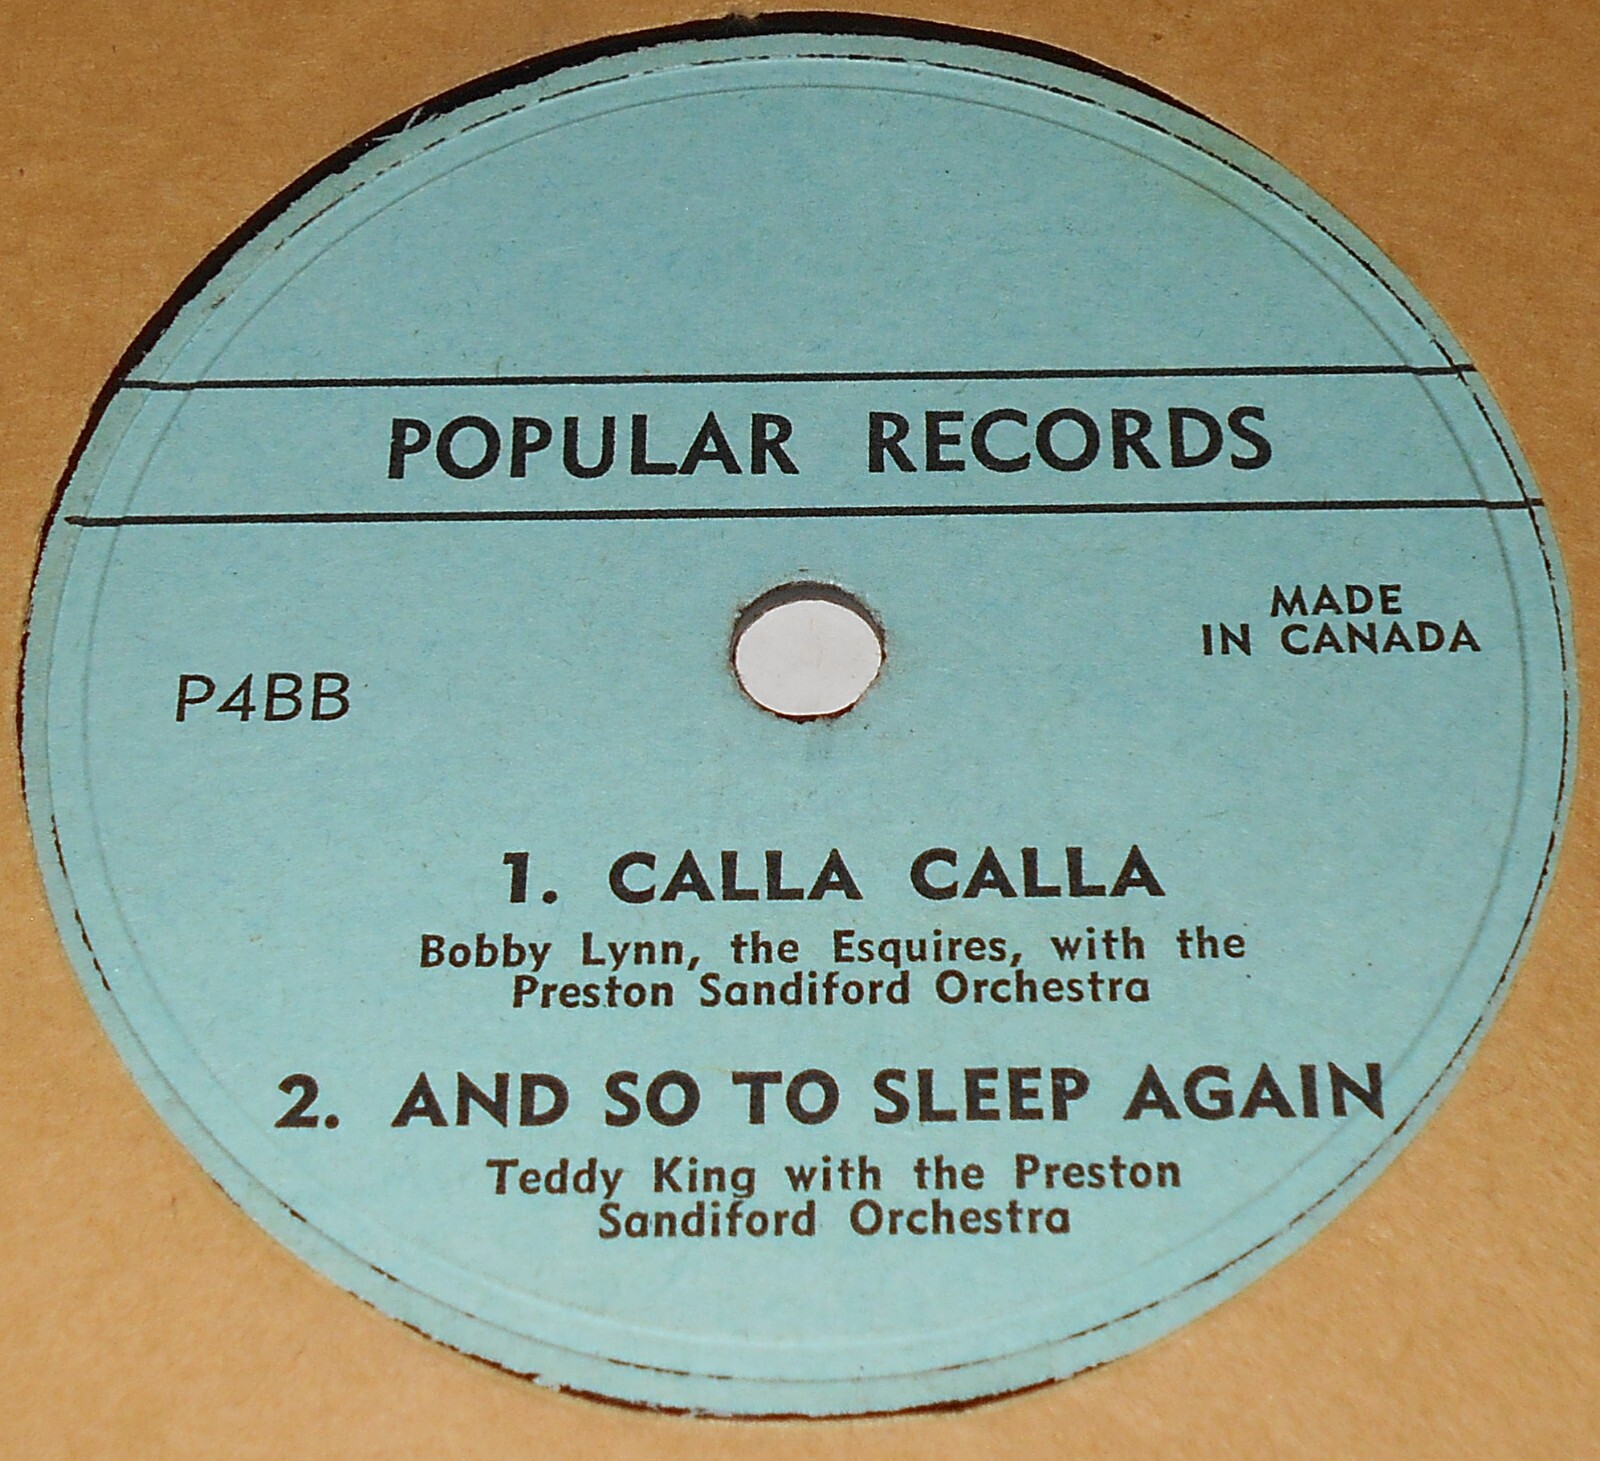 POPULAR RECORDS
MADE
IN CANADA
P4BB
1. CALLA CALLA
Bobby Lynn, the Esquires, with the
Preston Sandiford Orchestra
2. AND SO TO SLEEP AGAIN
Teddy King with the Preston
Sandiford Orchestra